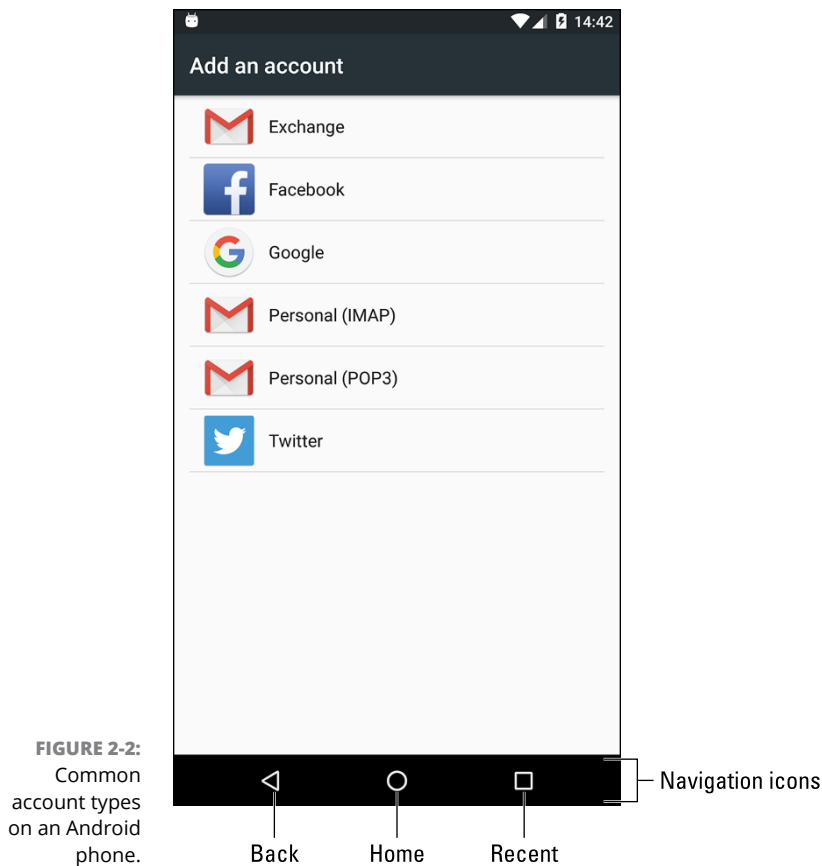 14:42
Add an account
Exchange
Facebook
Google
Personal (IMAP)
Personal (POP3)
Twitter
FIGURE 2-2:
Common
account types
on an Android
phone.
Navigation icons
Back
Home
Recent